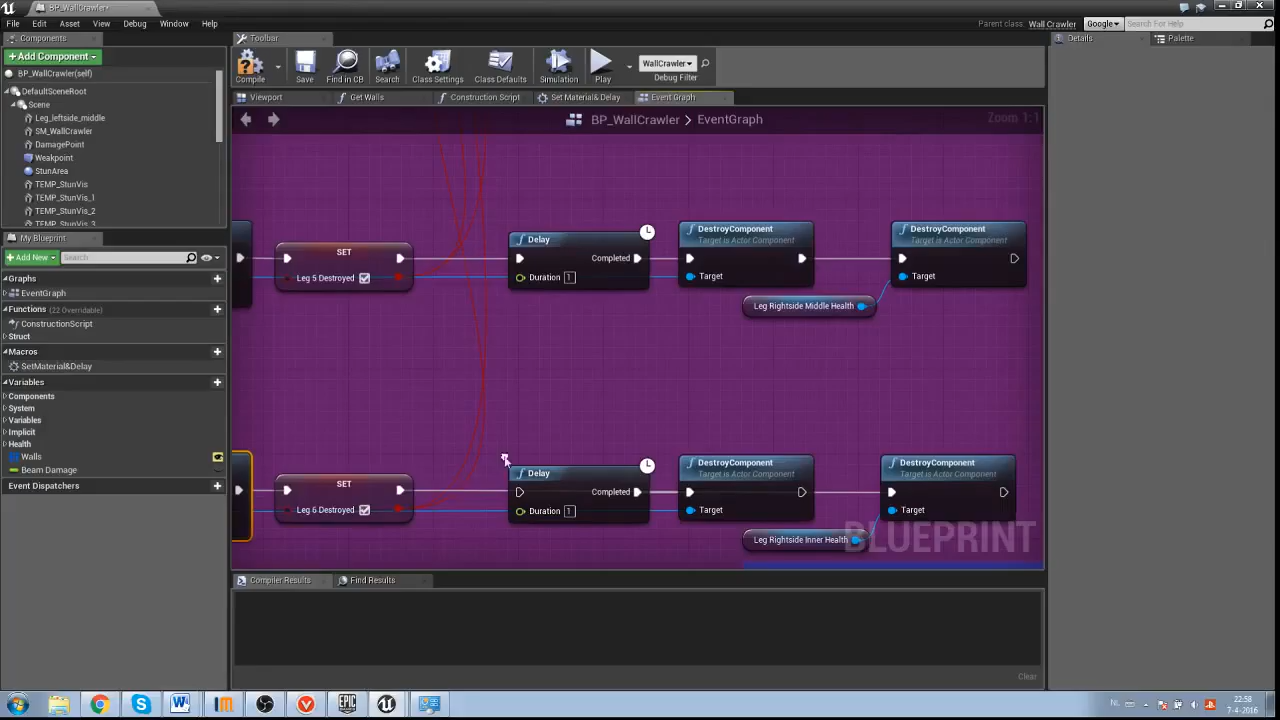 BP_WallCrawler*
File Edit Asset View Debug Window Help
Parent class: Wall Crawler Google Search For Help
Components
Toolbar
Details Palette
+Add Component
BP_WallCrawler(self)
DefaultSceneRoot
Scene
Leg_leftside_middle
SM_WallCrawler
DamagePoint
Weakpoint
StunArea
TEMP_StunVis
TEMP_StunVis_1
TEMP_StunVis_2
TEMP_StunVis_3
Compile Save Find in CB Search Class Settings Class Defaults Simulation Play
WallCrawler
Debug Filter
Viewport Get Walls Construction Script Set Material& Delay Event Graph
BP_WallCrawler > EventGraph
Zoom 1:1
My Blueprint
+Add New Search
Graphs
EventGraph
Functions (22 Overridable)
ConstructionScript
Struct
Macros
SetMaterial&Delay
Variables
Components
System
Variables
Implicit
Health
Walls
Beam Damage
Event Dispatchers
SET
Leg 5 Destroyed
Delay
Completed
Duration 1
DestroyComponent
Target is Actor Component
Target
Leg Rightside Middle Health
DestroyComponent
Target is Actor Component
Target
SET
Leg 6 Destroyed
Delay
Completed
Duration 1
DestroyComponent
Target is Actor Component
Target
Leg Rightside Inner Health
DestroyComponent
Target is Actor Component
Target
BLUEPRINT
Compiler Results Find Results
Clear
NL
22:58
7-4-2016